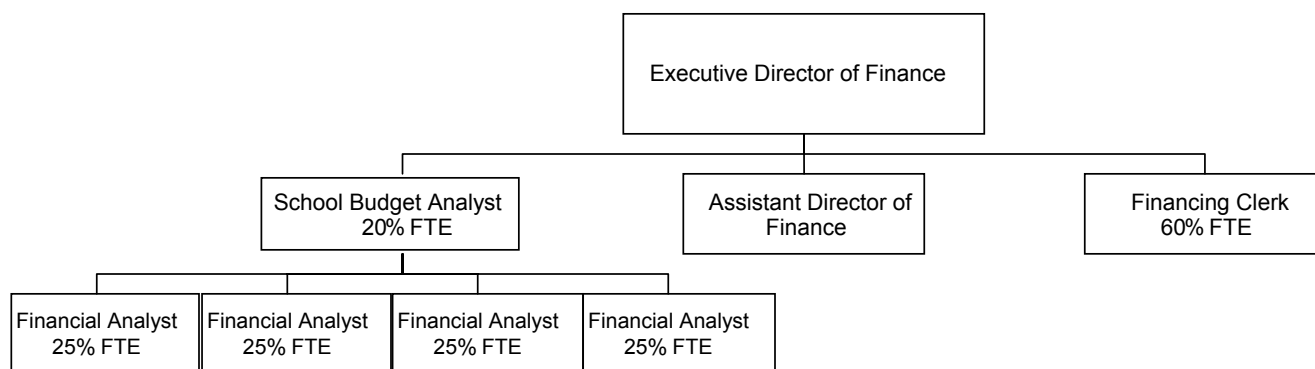 Executive Director of Finance
School Budget Analyst
20% FTE
Assistant Director of
Finance
Financing Clerk
60% FTE
Financial Analyst
25% FTE
Financial Analyst
25% FTE
Financial Analyst
25% FTE
Financial Analyst
25% FTE